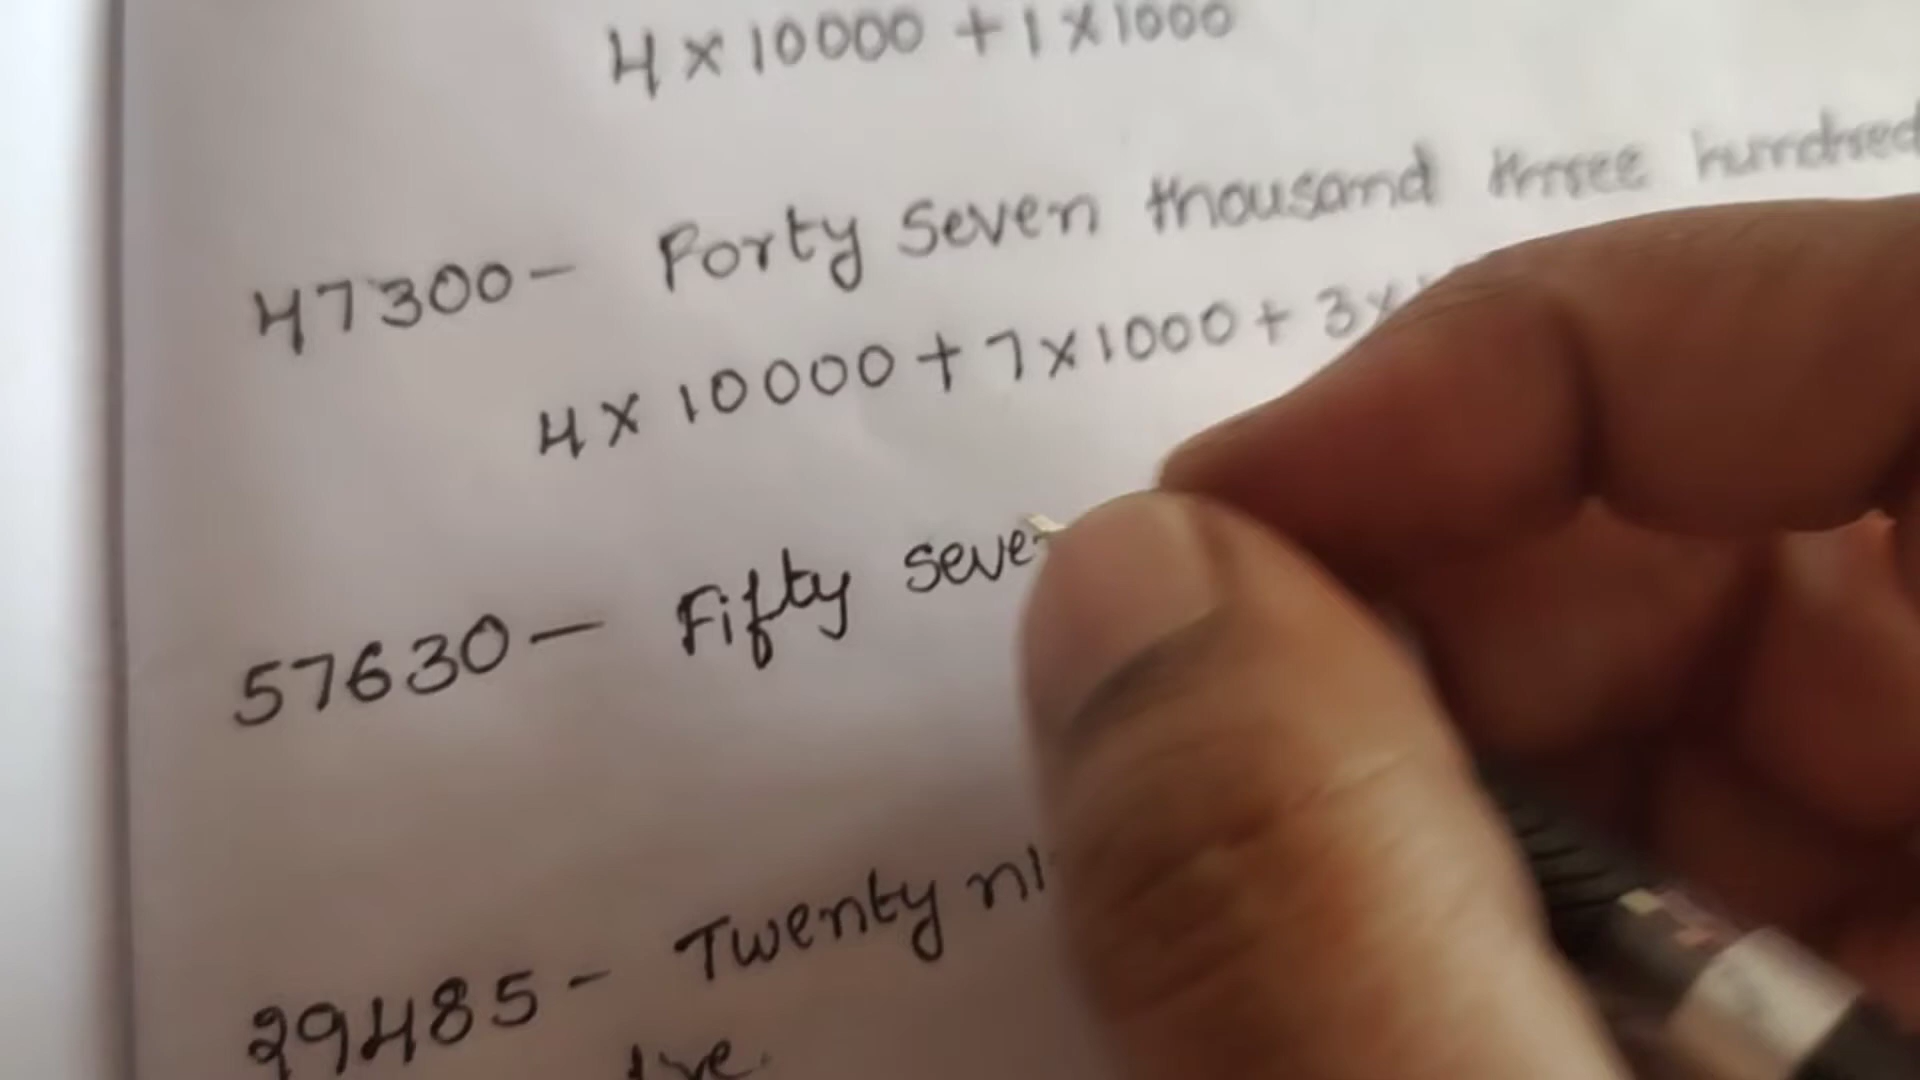 4 × 10000 + 1 × 1000
47300 - Forty seven thousand three hundred
4 × 10000 + 7 × 1000 + 3 ×
57630 - Fifty seve
29485 - Twenty ni